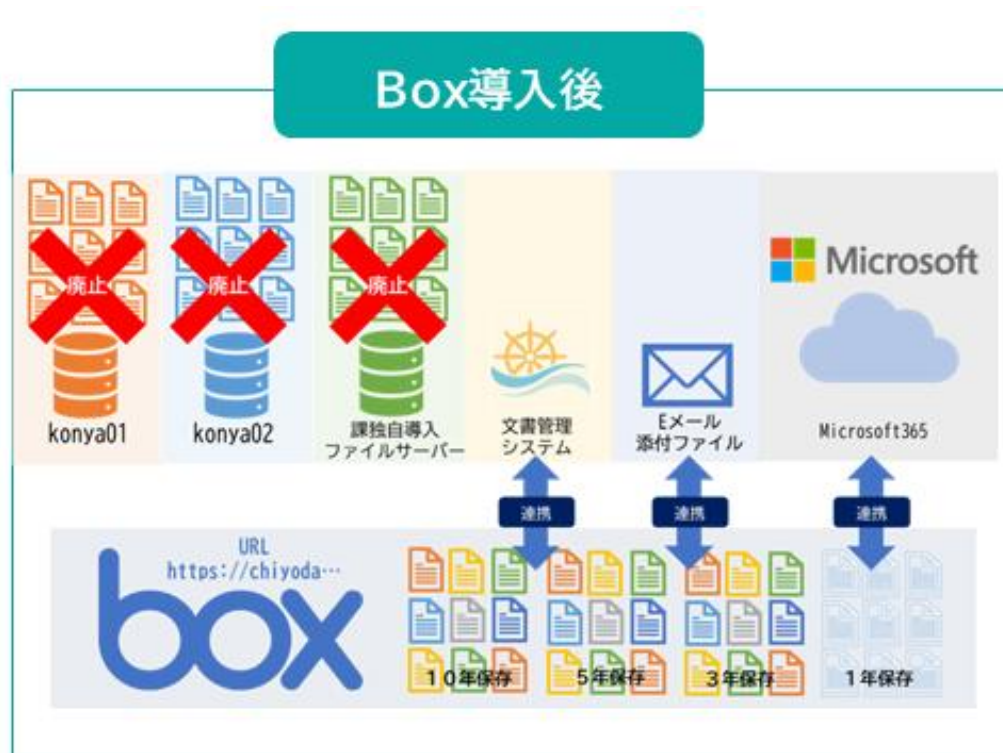 Box導入後
廃止
廃止
廃止
Microsoft
konya01
konya02
課独自導入
ファイルサーバー
文書管理
システム
Eメール
添付ファイル
Microsoft365
連携
連携
連携
URL
https://chiyoda…
box
10年保存
5年保存
3年保存
1年保存